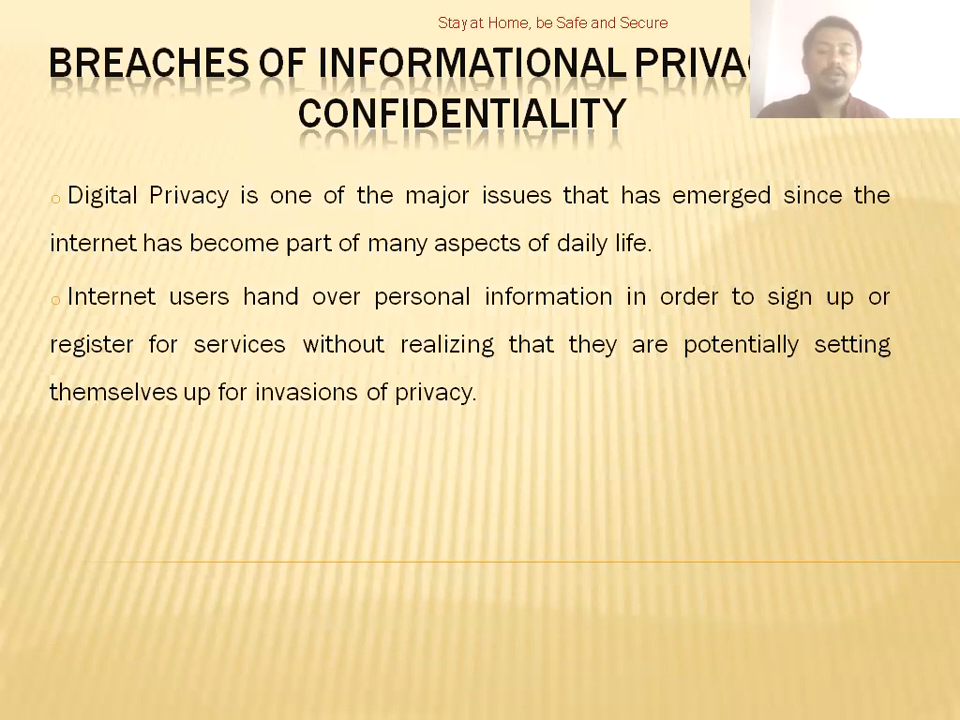 Stay at Home, be Safe and Secure
BREACHES OF INFORMATIONAL
CONFIDENTIALITY
o Digital Privacy is one of the major issues that has emerged since the
internet has become part of many aspects of daily life.
o Internet users hand over personal information in order to sign up or
register for services without realizing that they are potentially setting
themselves up for invasions of privacy.